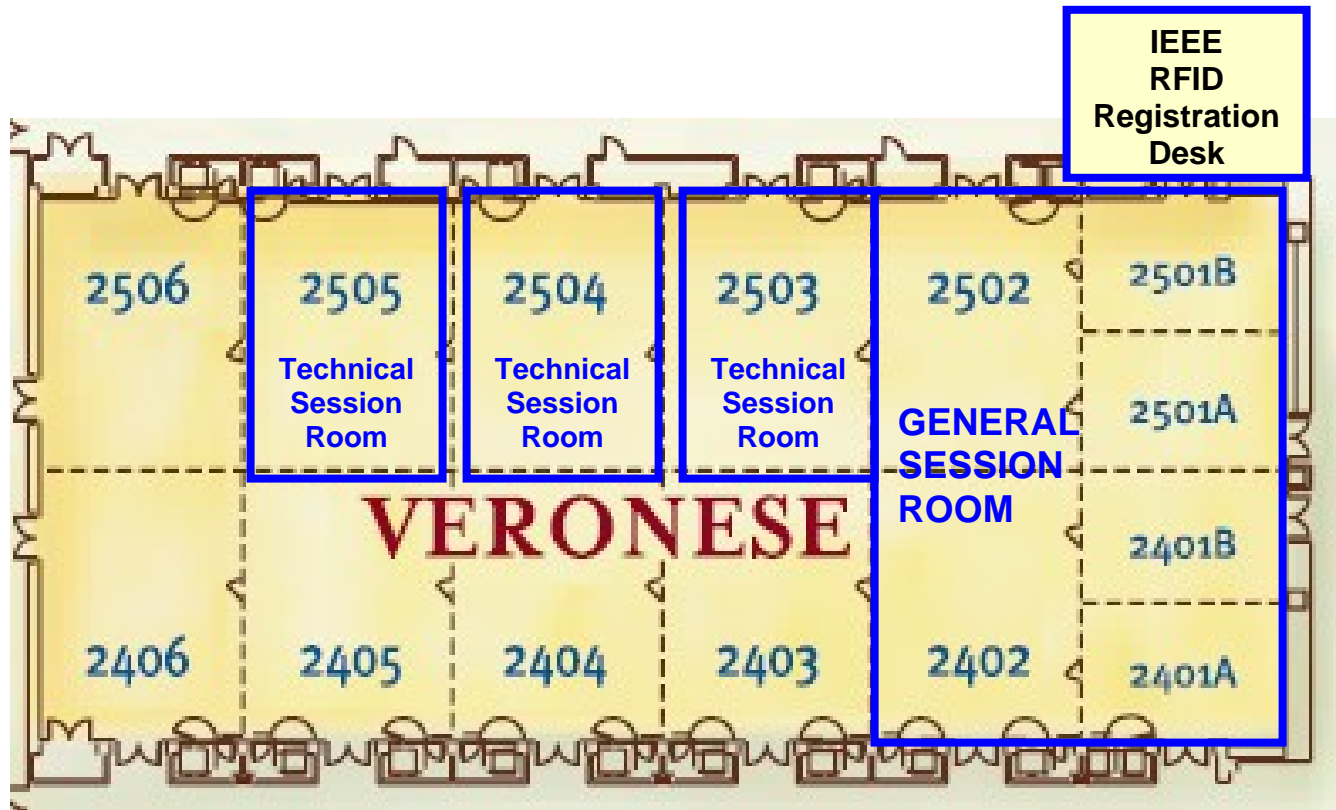 IEEE
RFID
Registration
Desk
2506
2505
2504
2503
2502
2501B
Technical
Session
Room
Technical
Session
Room
Technical
Session
Room
2501A
GENERAL
SESSION
ROOM
VERONESE
2401B
2406
2405
2404
2403
2402
2401A